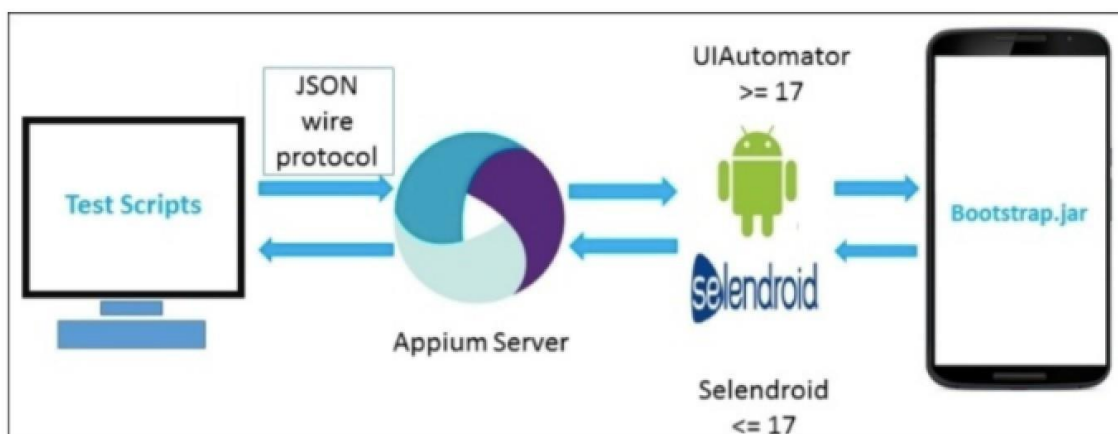 JSON
wire
protocol
Test Scripts
Appium Server
UIAutomator
>= 17
selendroid
Selendroid
<= 17
Bootstrap.jar